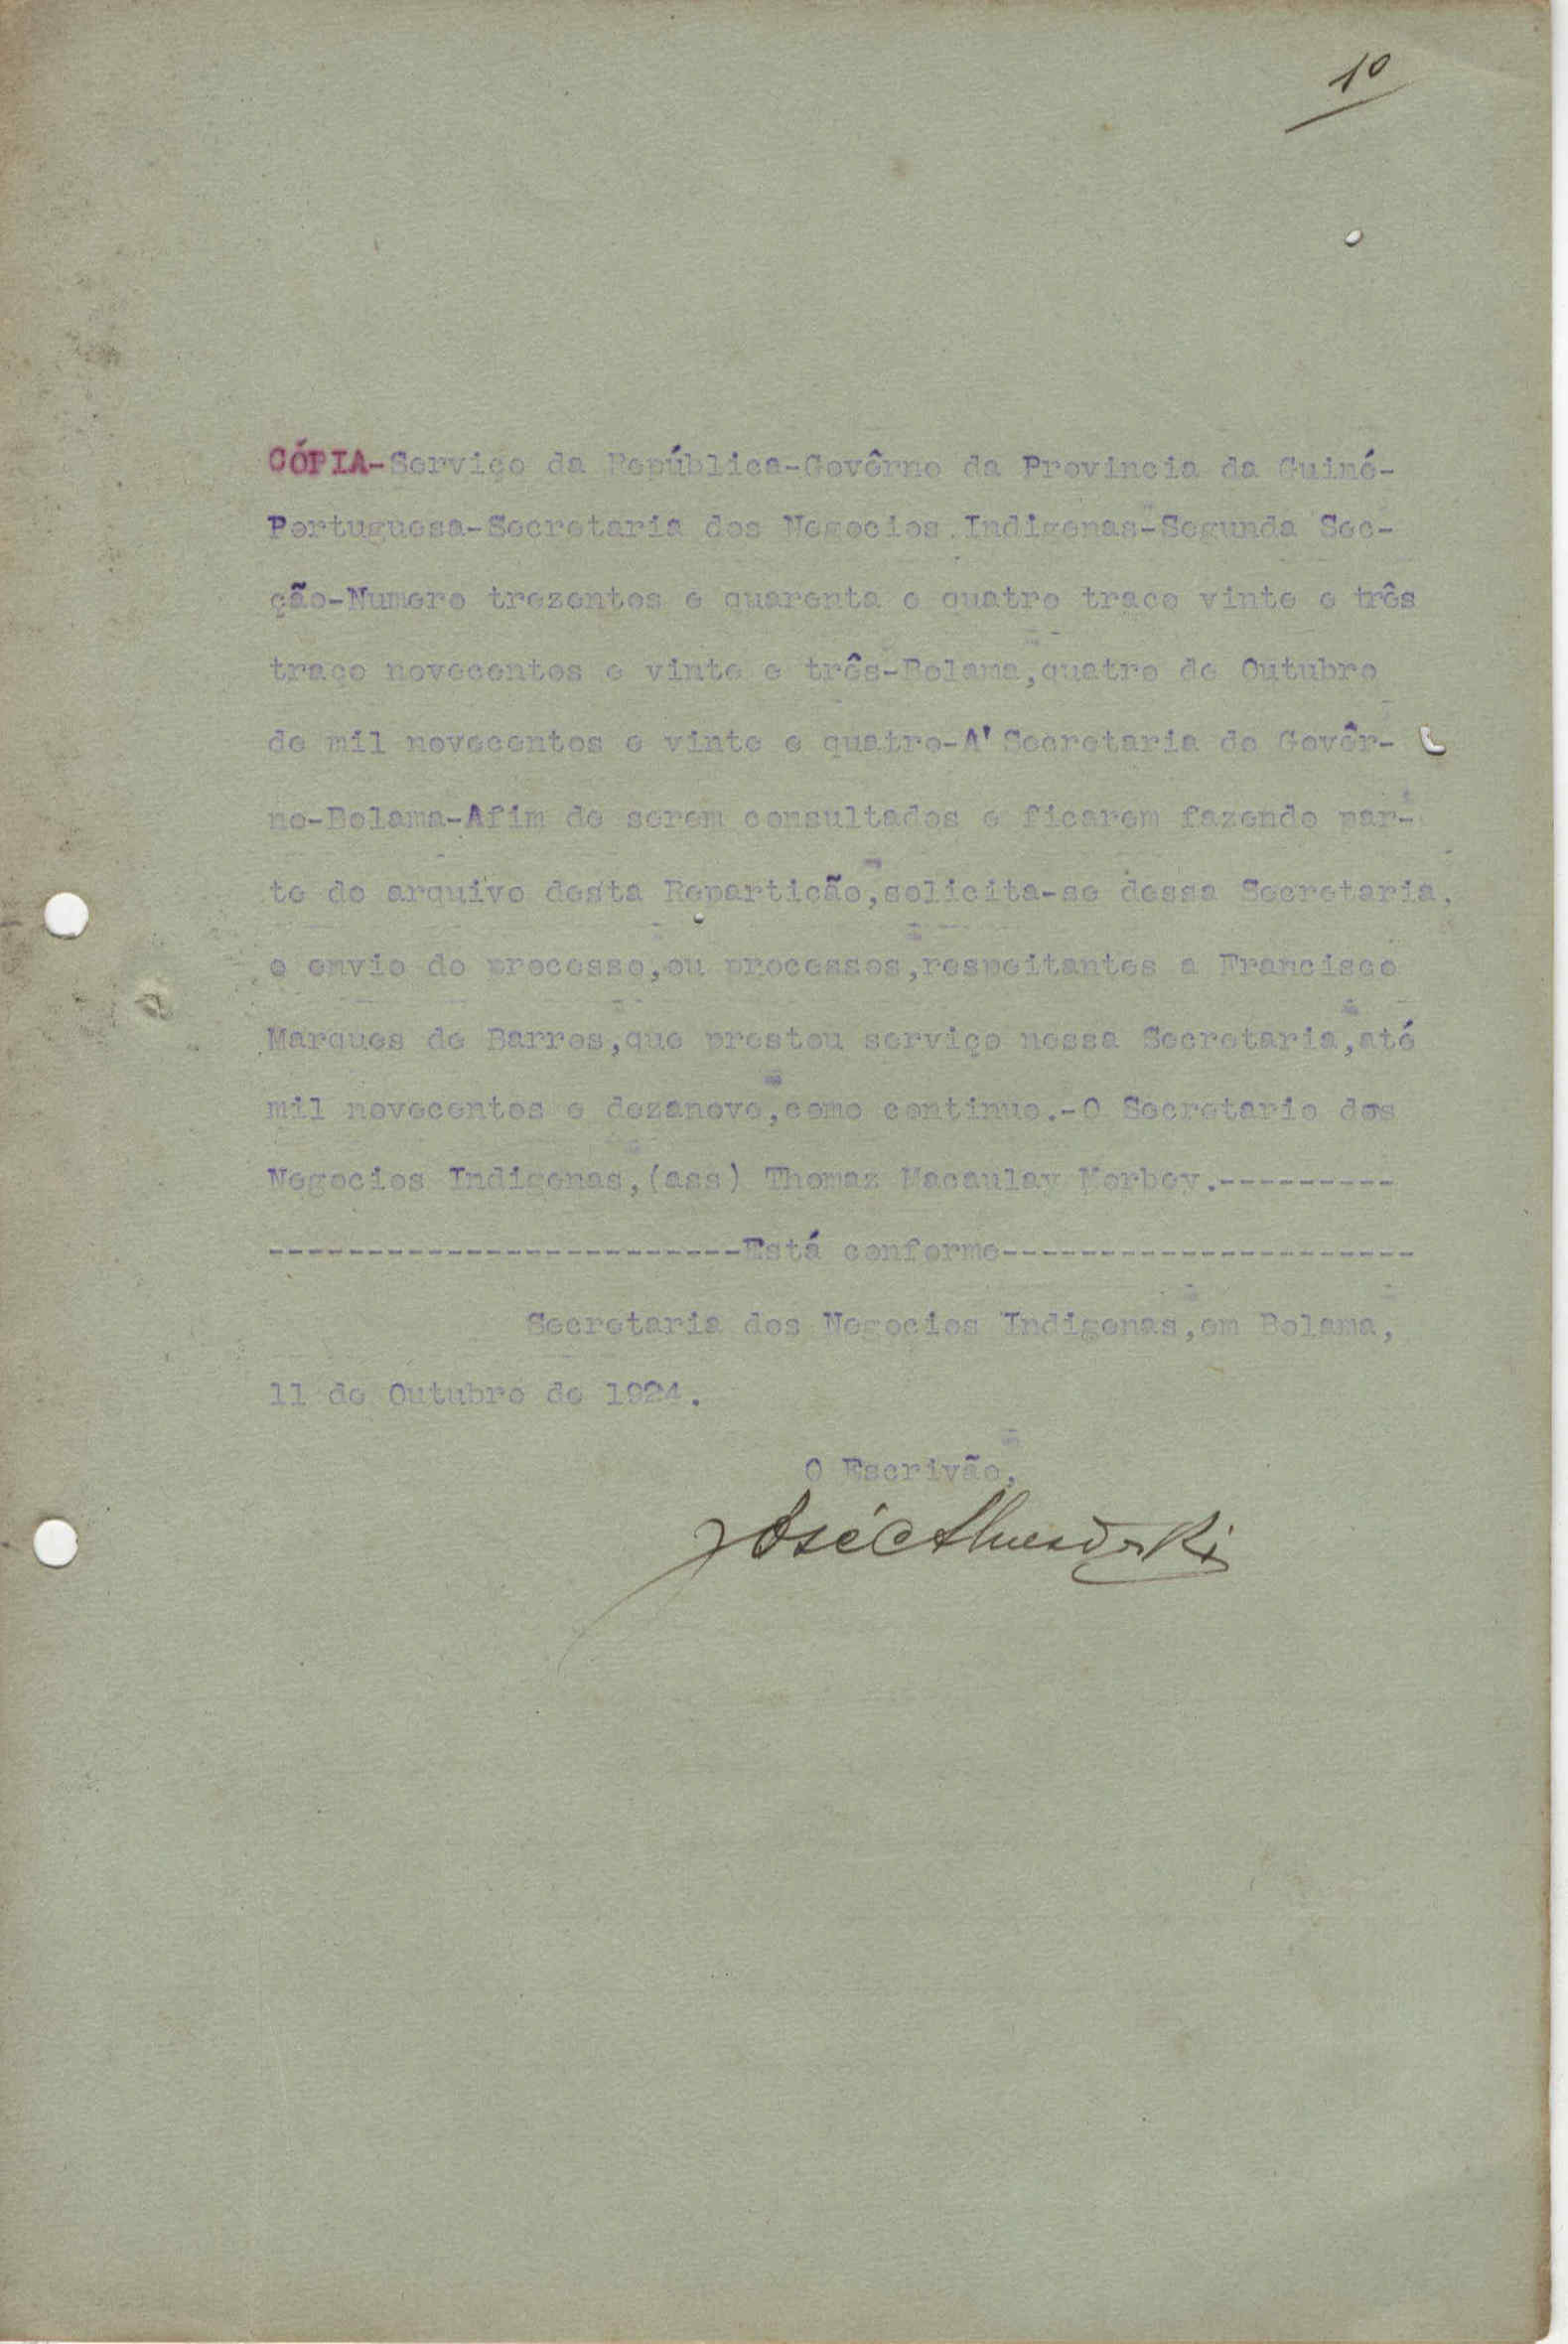 10
CÓPIA-Serviço da República-Govêrno da Provincia da Guiné-
Portuguesa-Secretaria dos Negocios Indigenas-Segunda Sec-
ção-Numero trezentos e quarenta e quatro traço vinte e três
traço novecentos e vinte e três-Bolama,quatro de Outubro
de mil novecentos e vinte e quatro-A' Secretaria do Govêr-
no-Bolama-Afim de serem consultados e ficarem fazendo par-
te do arquivo desta Repartição,solicita-se dessa Secretaria,
o envio do processo,ou processos,respeitantes a Francisco
Marques de Barros,que prestou serviço nessa Secretaria,até
mil novecentos e dezanove,como continuo.-O Secretario dos
Negocios Indigenas,(ass) Thomaz Macaulay Morbey.---------
------------------------Está conforme---------------------
Secretaria dos Negocios Indigenas,em Bolama,
11 de Outubro de 1924.
O Escrivão,
José